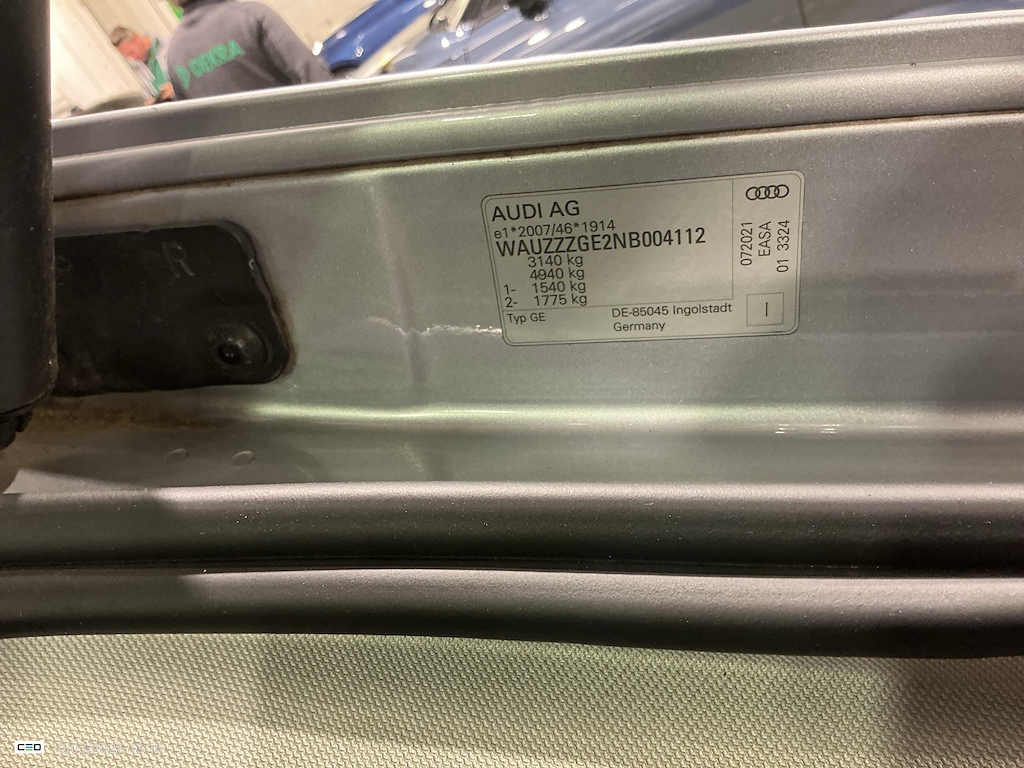 DEKRA
R
AUDI AG
e1*2007/46*1914
WAUZZZGE2NB004112
3140 kg
4940 kg
1- 1540 kg
2- 1775 kg
Typ GE
DE-85045 Ingolstadt
Germany
072021
EASA
01 3324
I